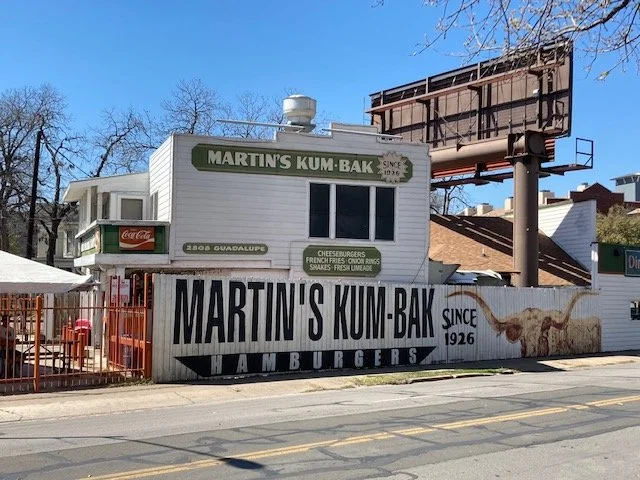 MARTIN'S KUM-BAK
SINCE
1926
Coca-Cola
2808 GUADALUPE
CHEESEBURGERS
FRENCH FRIES · ONION RINGS
SHAKES · FRESH LIMEADE
MARTIN'S KUM-BAK
HAMBURGERS
SINCE
1926